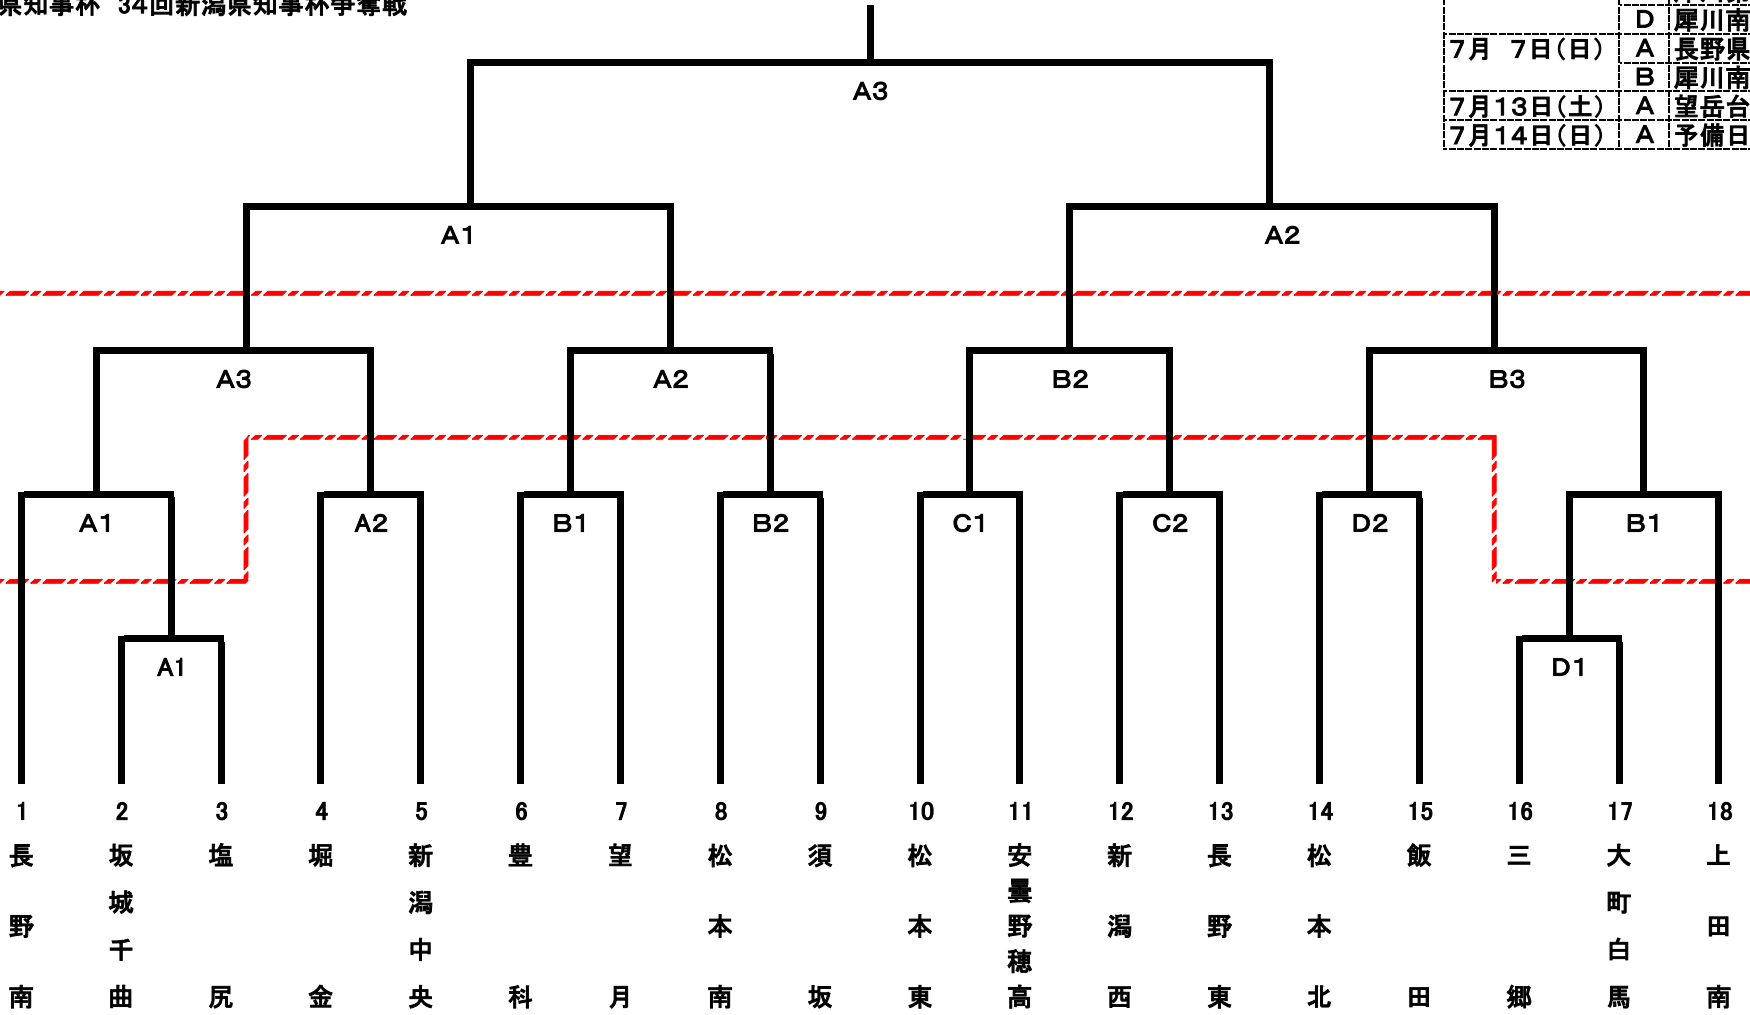 県知事杯　34回新潟県知事杯争奪戦
D 犀川南
7月　7日(日) A 長野県
B 犀川南
7月13日(土) A 望岳台
7月14日(日) A 予備日
A3
A1 A2
A3 A2 B2 B3
A1 A2 B1 B2 C1 C2 D2 B1
A1 D1
1 2 3 4 5 6 7 8 9 10 11 12 13 14 15 16 17 18
長野南
坂城千曲
塩尻
堀金
新潟中央
豊科
望月
松本南
須坂
松本東
安曇野穂高
新潟西
長野東
松本北
飯田
三郷
大町白馬
上田南